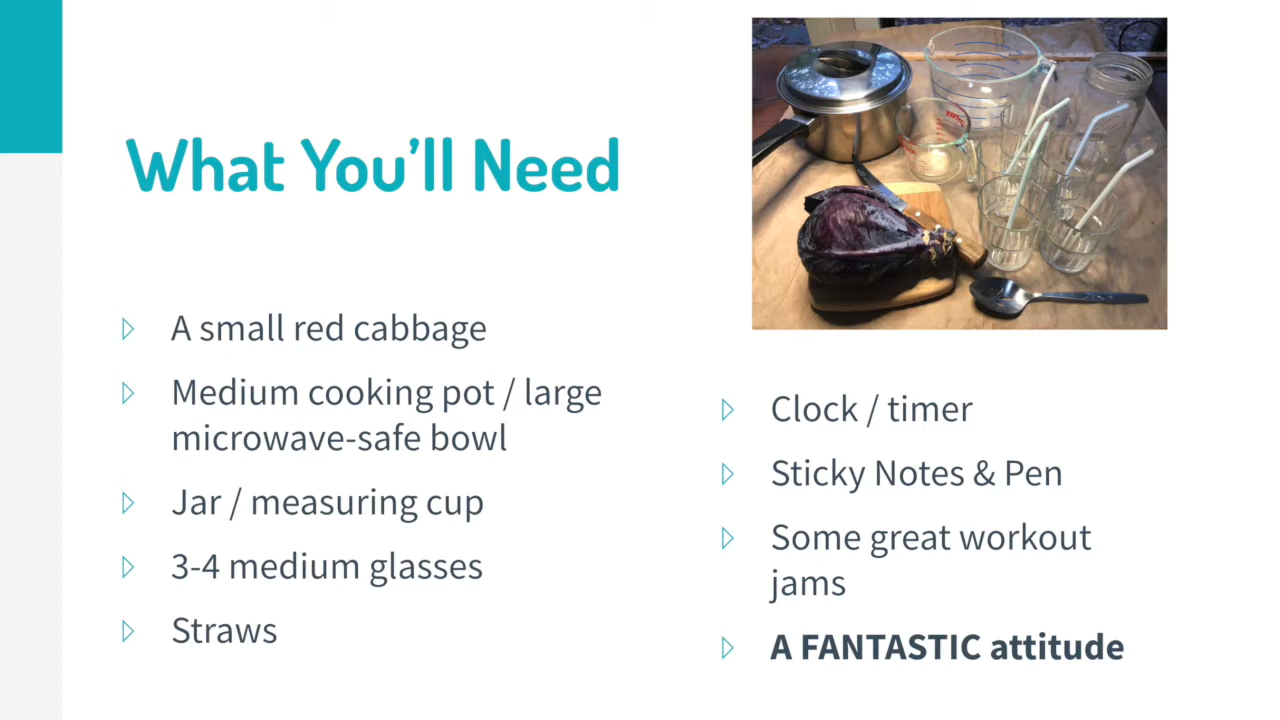 What You'll Need
A small red cabbage
Medium cooking pot / large
microwave-safe bowl
Jar / measuring cup
3-4 medium glasses
Straws
Clock / timer
Sticky Notes & Pen
Some great workout
jams
A FANTASTIC attitude